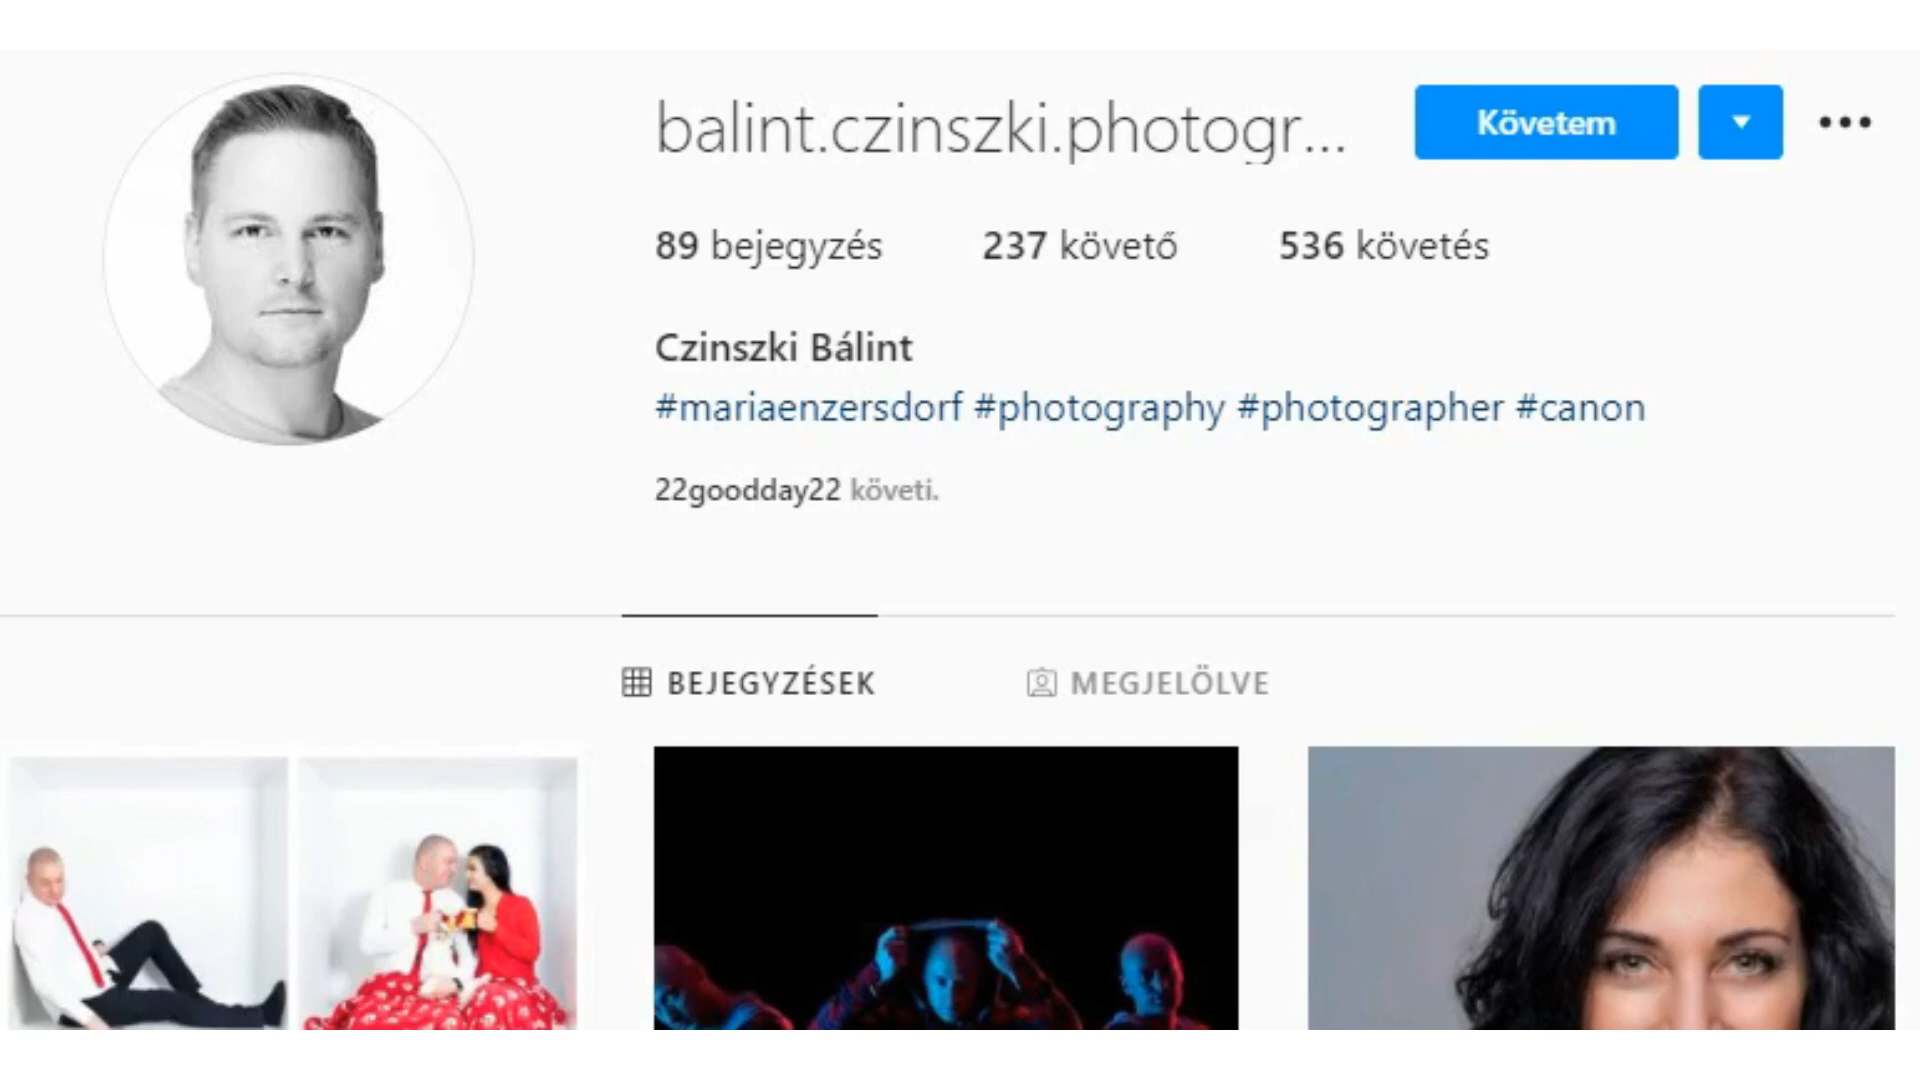 balint.czinszki.photogr...
Követem
89 bejegyzés 237 követő 536 követés
Czinszki Bálint
#mariaenzersdorf #photography #photographer #canon
22goodday22 követi.
BEJEGYZÉSEK MEGJELÖLVE